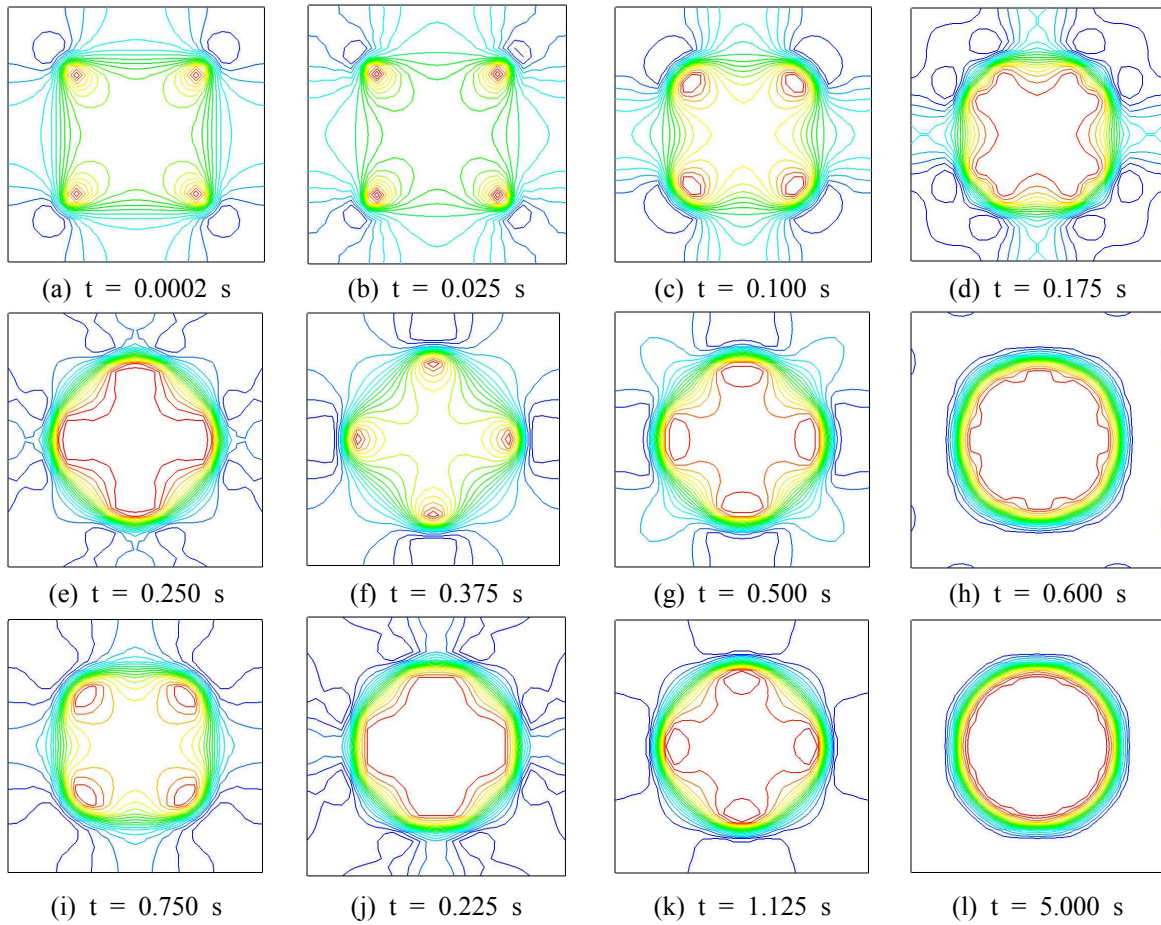 (a) t = 0.0002 s
(b) t = 0.025 s
(c) t = 0.100 s
(d) t = 0.175 s
(e) t = 0.250 s
(f) t = 0.375 s
(g) t = 0.500 s
(h) t = 0.600 s
(i) t = 0.750 s
(j) t = 0.225 s
(k) t = 1.125 s
(l) t = 5.000 s